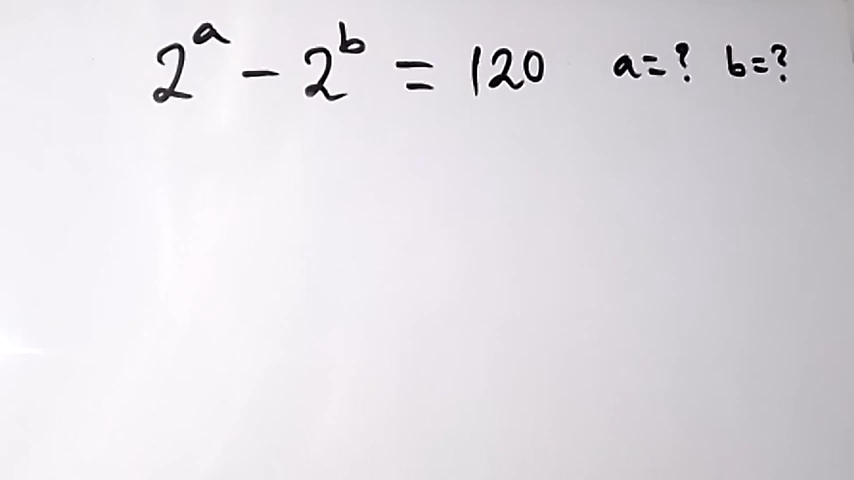 2^a - 2^b = 120 a=? b=?